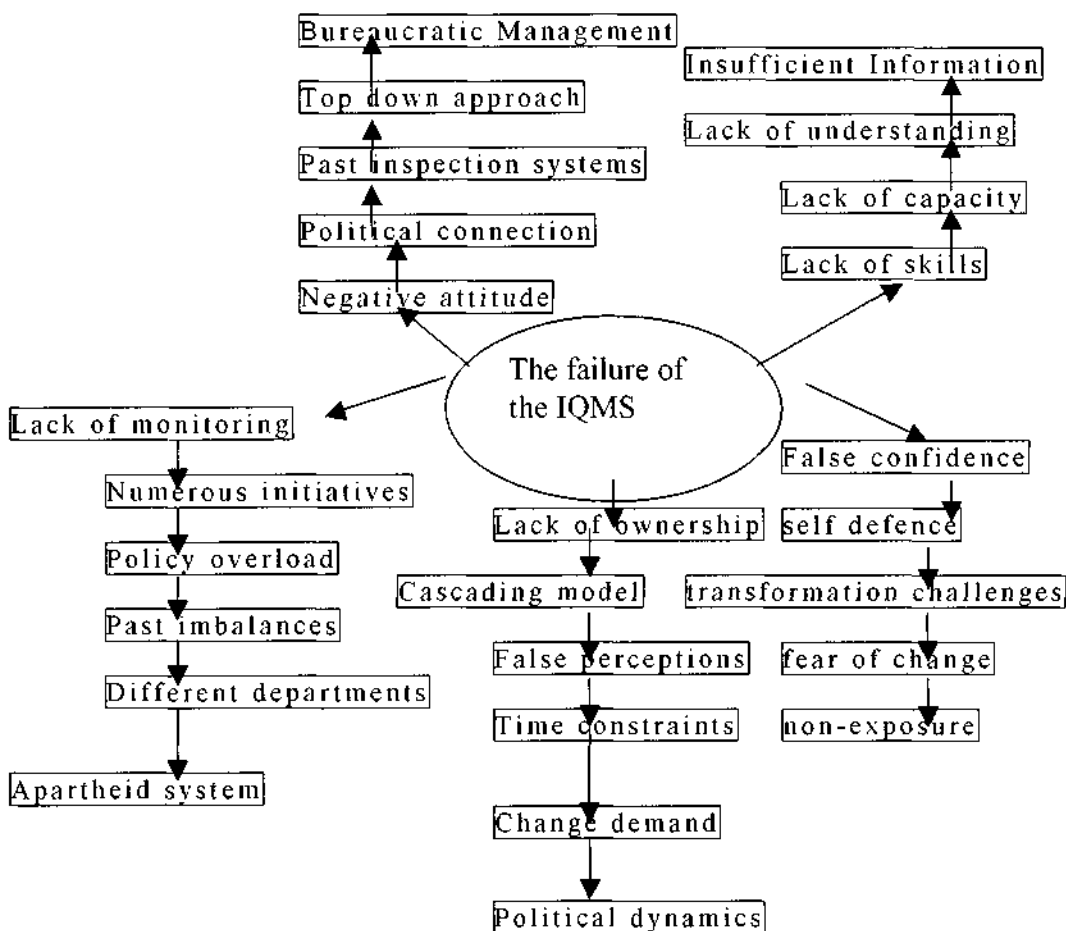 Bureaucratic Management
Top down approach
Past inspection systems
Political connection
Negative attitude
Insufficient Information
Lack of understanding
Lack of capacity
Lack of skills
The failure of
the IQMS
Lack of monitoring
Numerous initiatives
Policy overload
Past imbalances
Different departments
Apartheid system
Lack of ownership
Cascading model
False perceptions
Time constraints
Change demand
Political dynamics
False confidence
self defence
transformation challenges
fear of change
non-exposure